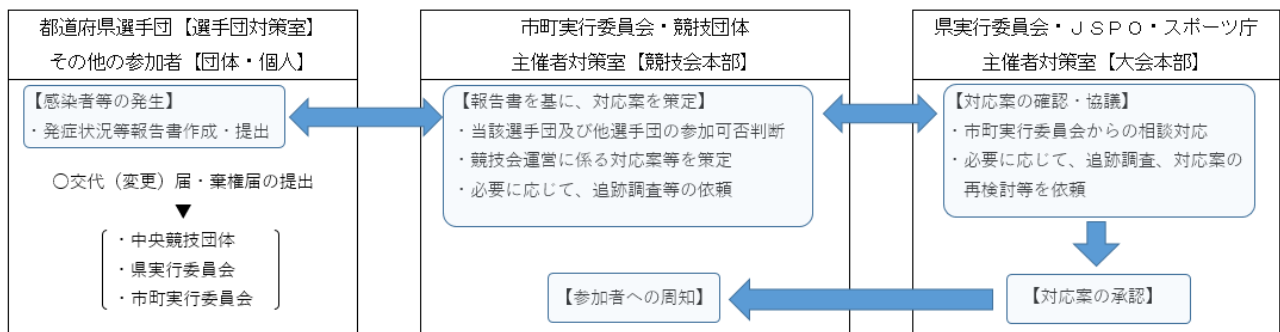 都道府県選手団【選手団対策室】
その他の参加者【団体・個人】
【感染者等の発生】
・発症状況等報告書作成・提出
〇交代（変更）届・棄権届の提出
▼
・中央競技団体
・県実行委員会
・市町実行委員会
市町実行委員会・競技団体
主催者対策室【競技会本部】
【報告書を基に、対応案を策定】
・当該選手団及び他選手団の参加可否判断
・競技会運営に係る対応案等を策定
・必要に応じて、追跡調査等の依頼
【参加者への周知】
県実行委員会・ＪＳＰＯ・スポーツ庁
主催者対策室【大会本部】
【対応案の確認・協議】
・市町実行委員会からの相談対応
・必要に応じて、追跡調査、対応案の
再検討等を依頼
【対応案の承認】